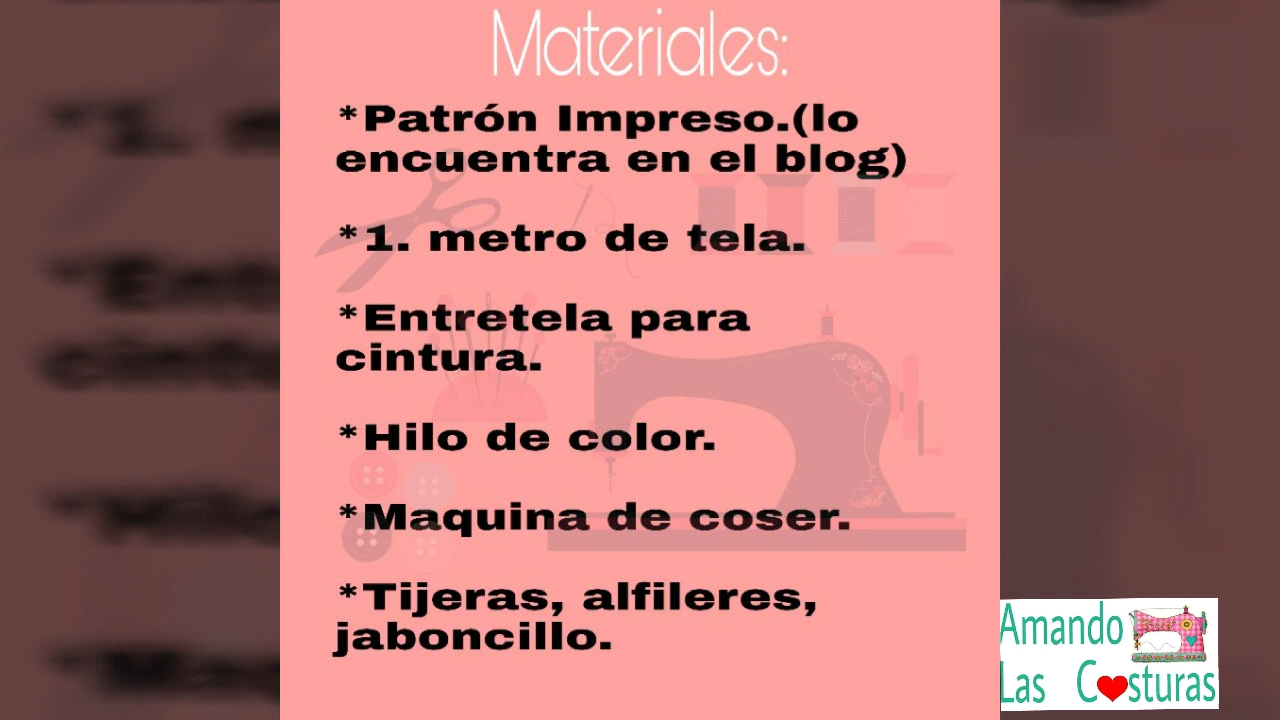 Materiales:
*Patrón Impreso.(lo
encuentra en el blog)
*1. metro de tela.
*Entretela para
cintura.
*Hilo de color.
*Maquina de coser.
*Tijeras, alfileres,
jaboncillo.
Amando
Las Costuras